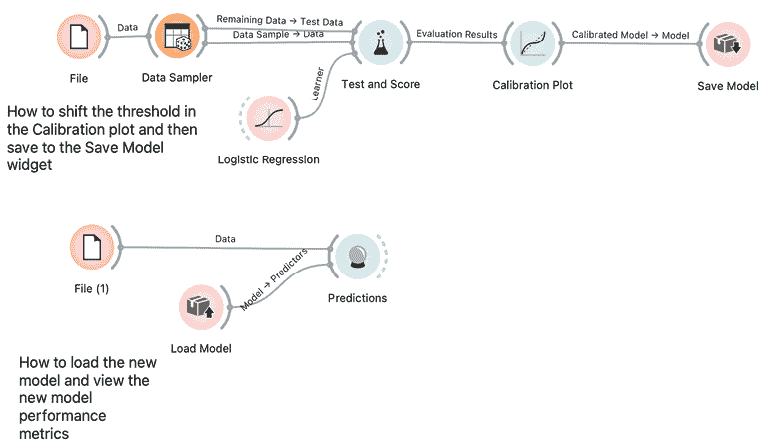 Data
Remaining Data → Test Data
Data Sample → Data
Evaluation Results
Calibrated Model → Model
File
Data Sampler
Test and Score
Calibration Plot
Save Model
Learner
How to shift the threshold in
the Calibration plot and then
save to the Save Model
widget
Logistic Regression
Data
File (1)
Model → Predictors
Predictions
Load Model
How to load the new
model and view the
new model
performance
metrics